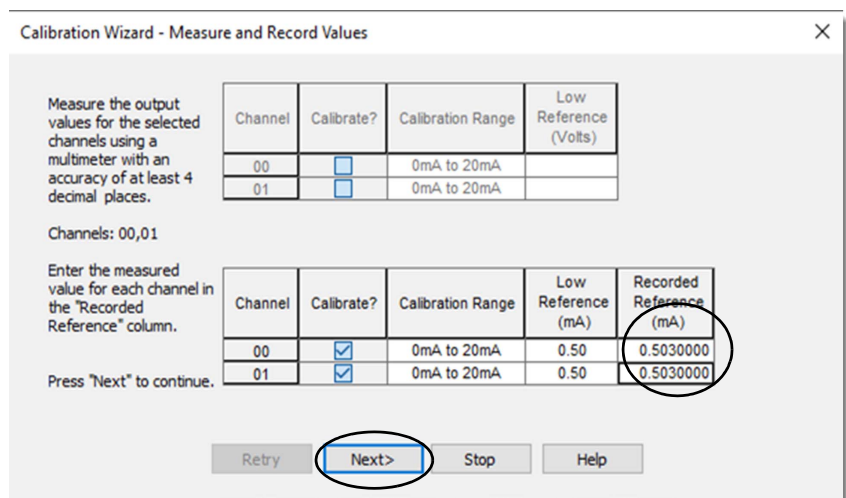 Calibration Wizard - Measure and Record Values
Measure the output
values for the selected
channels using a
multimeter with an
accuracy of at least 4
decimal places.
Channels: 00,01
Enter the measured
value for each channel in
the "Recorded
Reference" column.
Press "Next" to continue.
Channel Calibrate? Calibration Range Low Reference (Volts)
00 0mA to 20mA
01 0mA to 20mA
Channel Calibrate? Calibration Range Low Reference (mA) Recorded Reference (mA)
00 0mA to 20mA 0.50 0.5030000
01 0mA to 20mA 0.50 0.5030000
Retry Next> Stop Help